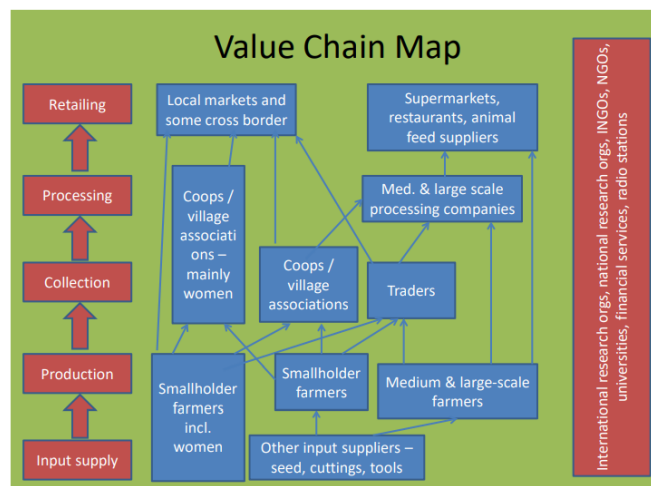 Value Chain Map
Retailing
Processing
Collection
Production
Input supply
Local markets and
some cross border
Supermarkets,
restaurants, animal
feed suppliers
Coops /
village
associati
ons –
mainly
women
Med. & large scale
processing companies
Coops /
village
associations
Traders
Smallholder
farmers
incl.
women
Smallholder
farmers
Medium & large-scale
farmers
Other input suppliers –
seed, cuttings, tools
International research orgs, national research orgs, INGOs, NGOs,
universities, financial services, radio stations